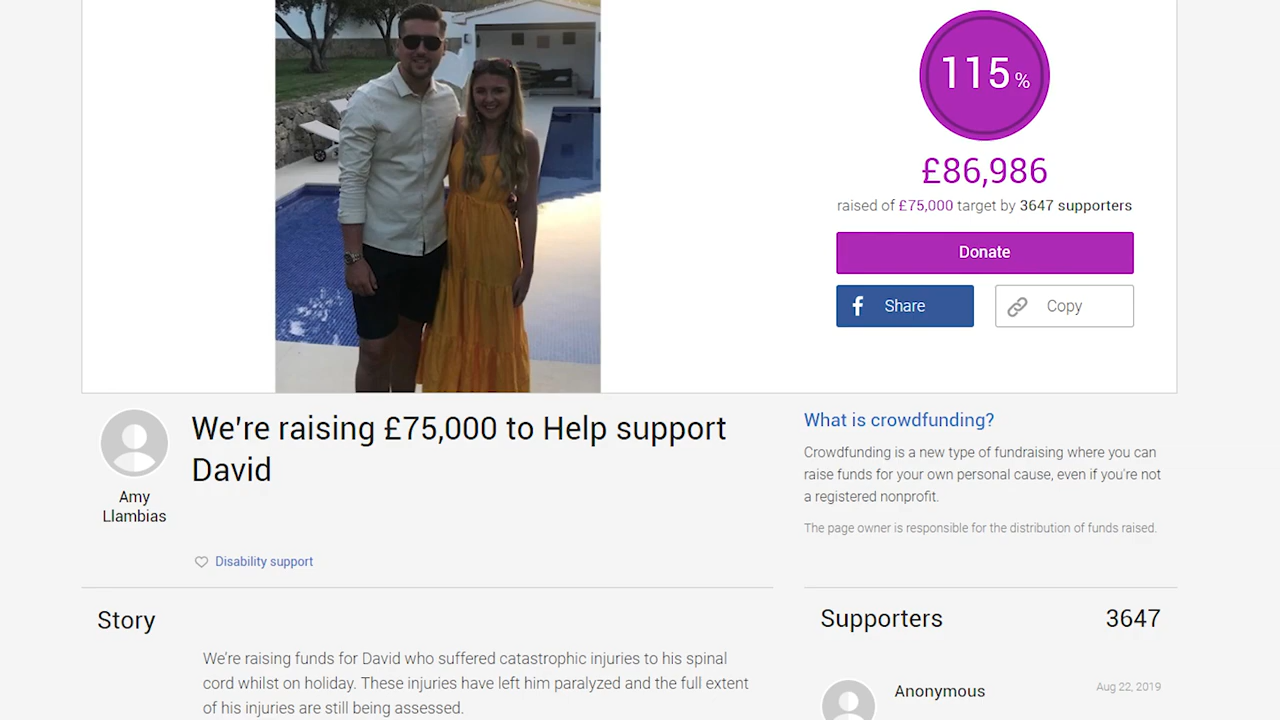 115 %
£86,986
raised of £75,000 target by 3647 supporters
Donate
Share
Copy
We're raising £75,000 to Help support
David
Amy
Llambias
Disability support
What is crowdfunding?
Crowdfunding is a new type of fundraising where you can
raise funds for your own personal cause, even if you're not
a registered nonprofit.
The page owner is responsible for the distribution of funds raised.
Story
We're raising funds for David who suffered catastrophic injuries to his spinal
cord whilst on holiday. These injuries have left him paralyzed and the full extent
of his injuries are still being assessed.
Supporters 3647
Anonymous Aug 22, 2019